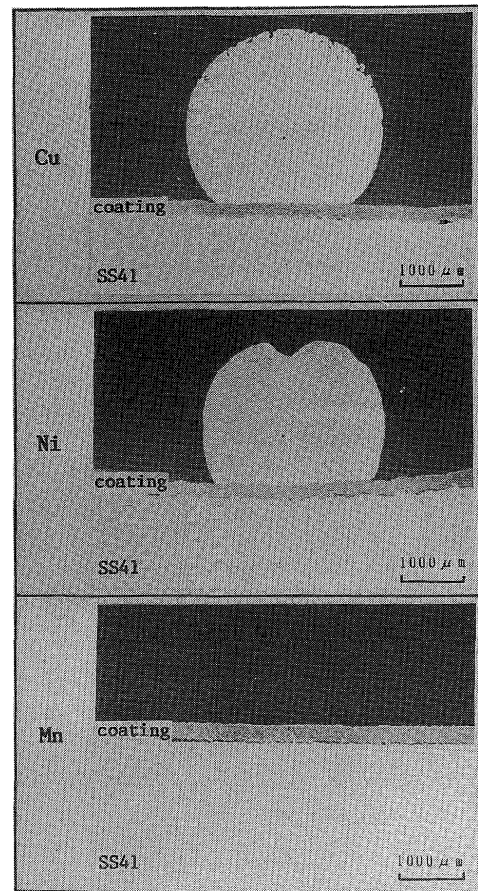 Cu
coating
SS41
1000 μm
Ni
coating
SS41
1000 μm
Mn
coating
SS41
1000 μm